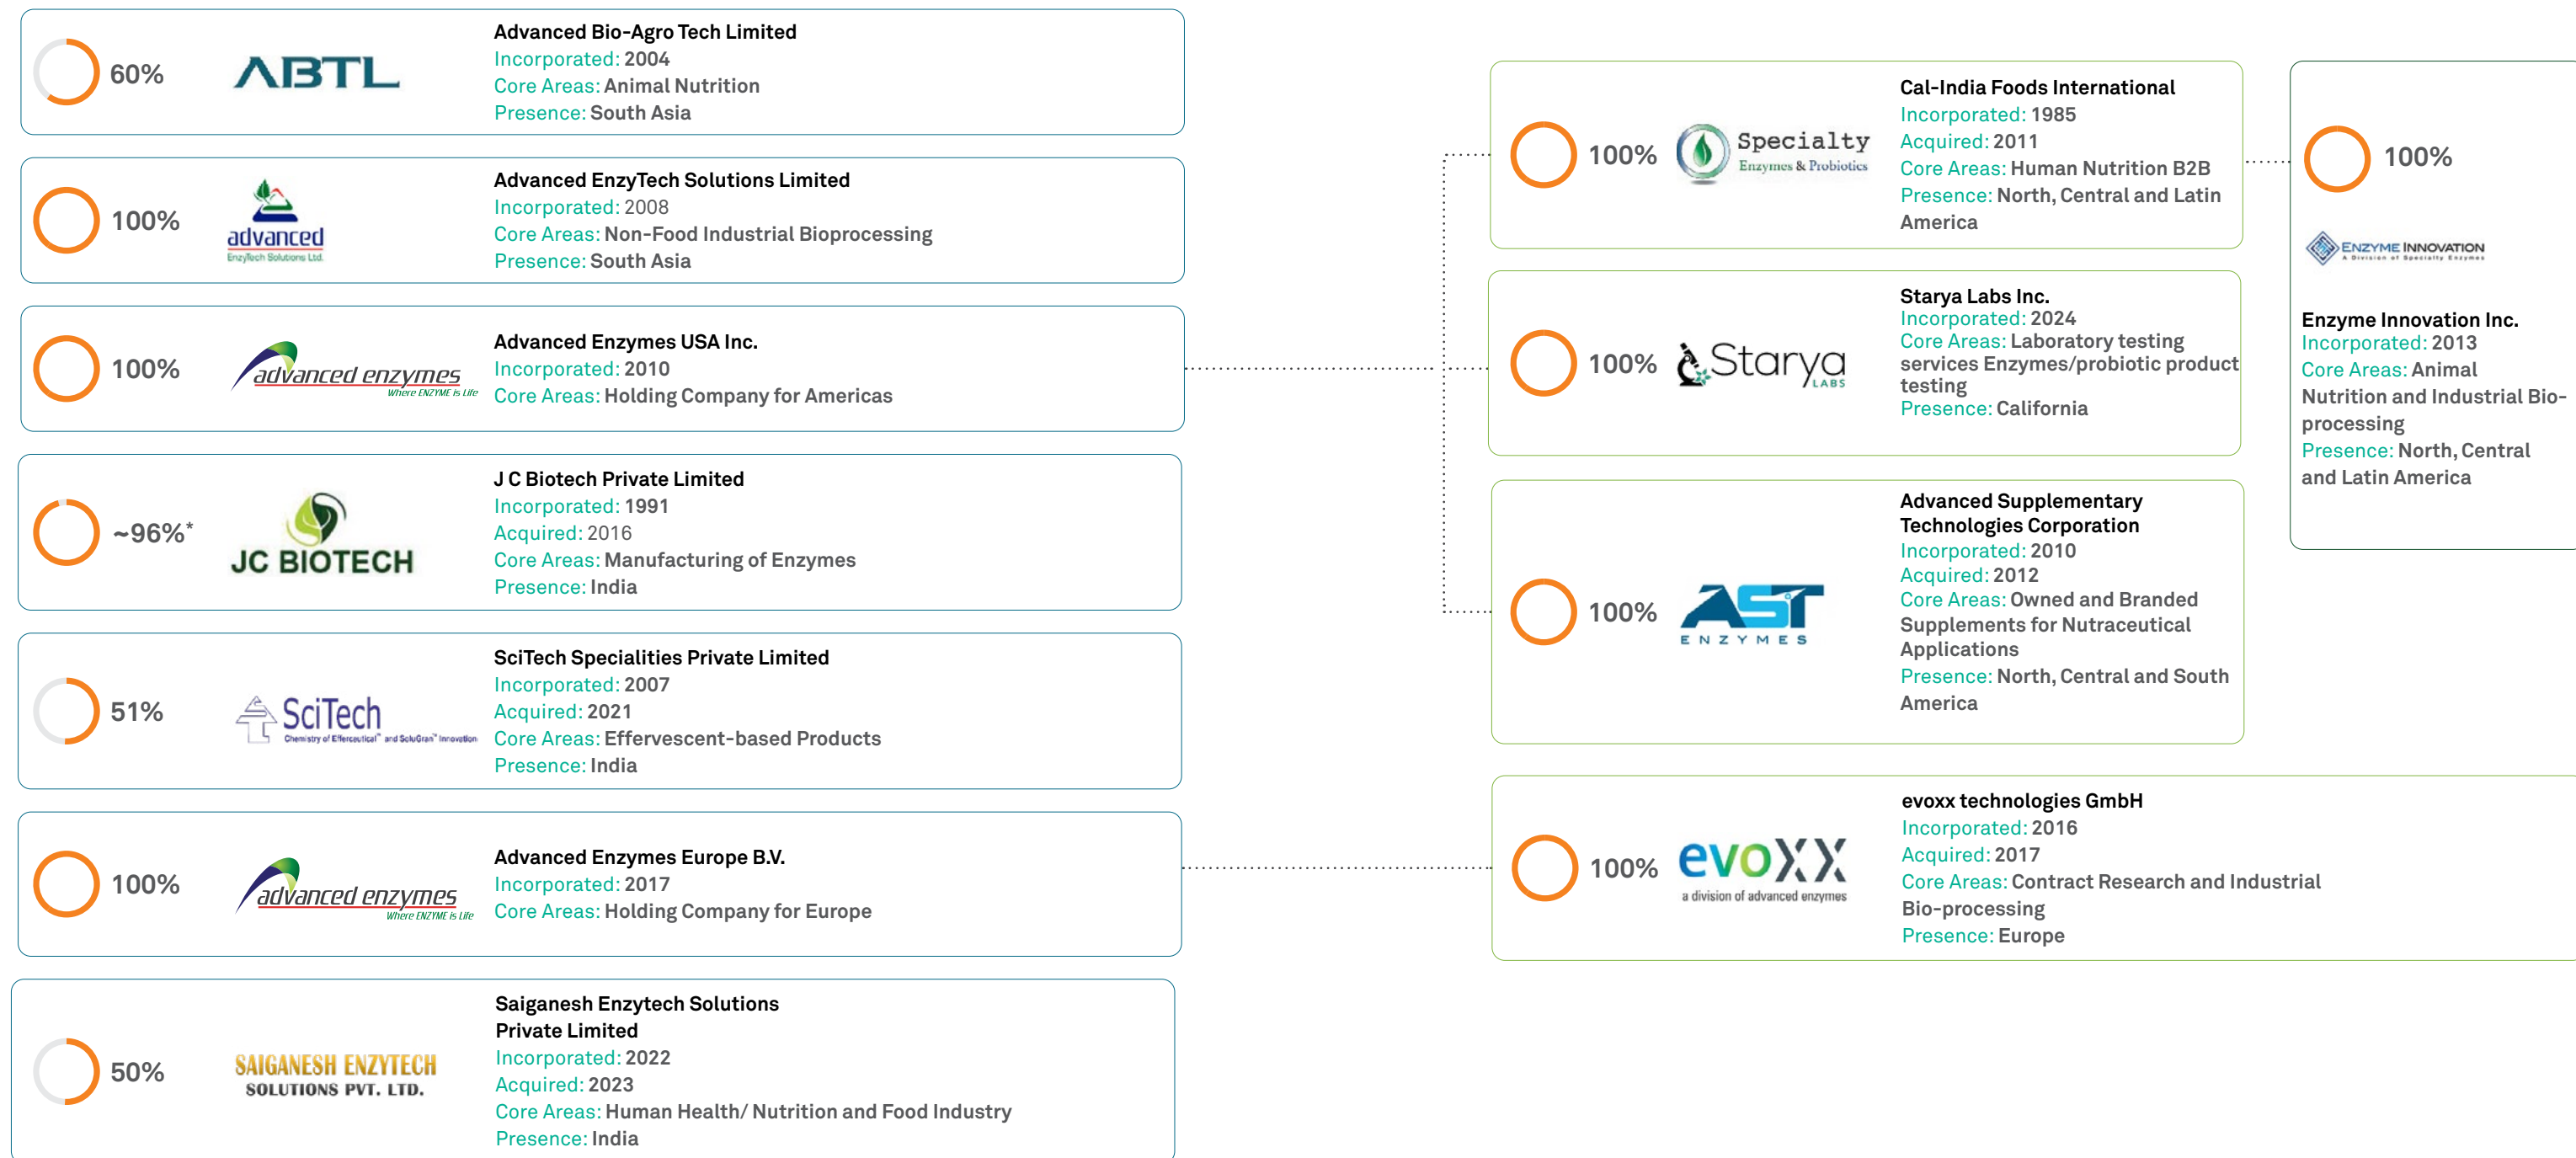 60%
ABTL
Advanced Bio-Agro Tech Limited
Incorporated: 2004
Core Areas: Animal Nutrition
Presence: South Asia
100%
advanced
EnzyTech Solutions Ltd.
Advanced EnzyTech Solutions Limited
Incorporated: 2008
Core Areas: Non-Food Industrial Bioprocessing
Presence: South Asia
100%
advanced enzymes
Where ENZYME is Life
Advanced Enzymes USA Inc.
Incorporated: 2010
Core Areas: Holding Company for Americas
~96%*
JC BIOTECH
J C Biotech Private Limited
Incorporated: 1991
Acquired: 2016
Core Areas: Manufacturing of Enzymes
Presence: India
51%
SciTech
Chemistry of Efferceutical™ and SoluGran™ Innovation
SciTech Specialities Private Limited
Incorporated: 2007
Acquired: 2021
Core Areas: Effervescent-based Products
Presence: India
100%
advanced enzymes
Where ENZYME is Life
Advanced Enzymes Europe B.V.
Incorporated: 2017
Core Areas: Holding Company for Europe
50%
SAIGANESH ENZYTECH
SOLUTIONS PVT. LTD.
Saiganesh Enzytech Solutions
Private Limited
Incorporated: 2022
Acquired: 2023
Core Areas: Human Health/ Nutrition and Food Industry
Presence: India
100%
Specialty
Enzymes & Probiotics
Cal-India Foods International
Incorporated: 1985
Acquired: 2011
Core Areas: Human Nutrition B2B
Presence: North, Central and Latin
America
100%
Starya
LABS
Starya Labs Inc.
Incorporated: 2024
Core Areas: Laboratory testing
services Enzymes/probiotic product
testing
Presence: California
100%
AST
ENZYMES
Advanced Supplementary
Technologies Corporation
Incorporated: 2010
Acquired: 2012
Core Areas: Owned and Branded
Supplements for Nutraceutical
Applications
Presence: North, Central and South
America
100%
evoxx
a division of advanced enzymes
evoxx technologies GmbH
Incorporated: 2016
Acquired: 2017
Core Areas: Contract Research and Industrial
Bio-processing
Presence: Europe
100%
ENZYME INNOVATION
A Division of Specialty Enzymes
Enzyme Innovation Inc.
Incorporated: 2013
Core Areas: Animal
Nutrition and Industrial Bio-
processing
Presence: North, Central
and Latin America